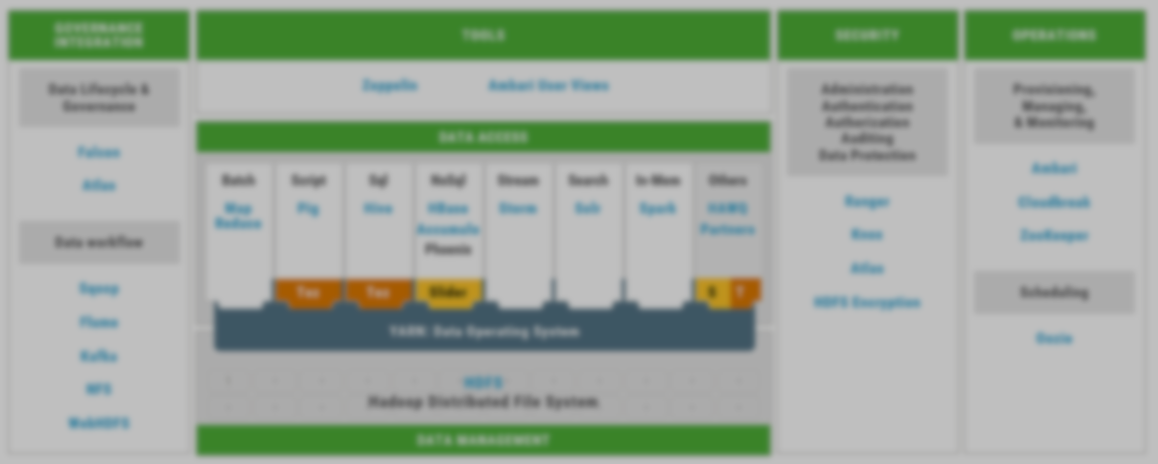 GOVERNANCE
INTEGRATION
Data Lifecycle &
Governance
Falcon
Atlas
Data workflow
Sqoop
Flume
Kafka
NFS
WebHDFS
TOOLS
Zeppelin
Ambari User Views
DATA ACCESS
Batch
Map
Reduce
Script
Pig
Sql
Hive
NoSql
HBase
Accumulo
Phoenix
Stream
Storm
Search
Solr
In-Mem
Spark
Others
HAWQ
Partners
Tez
Tez
Slider
S
T
YARN: Data Operating System
HDFS
Hadoop Distributed File System
DATA MANAGEMENT
SECURITY
Administration
Authentication
Authorization
Auditing
Data Protection
Ranger
Knox
Atlas
HDFS Encryption
OPERATIONS
Provisioning,
Managing,
& Monitoring
Ambari
Cloudbreak
ZooKeeper
Scheduling
Oozie